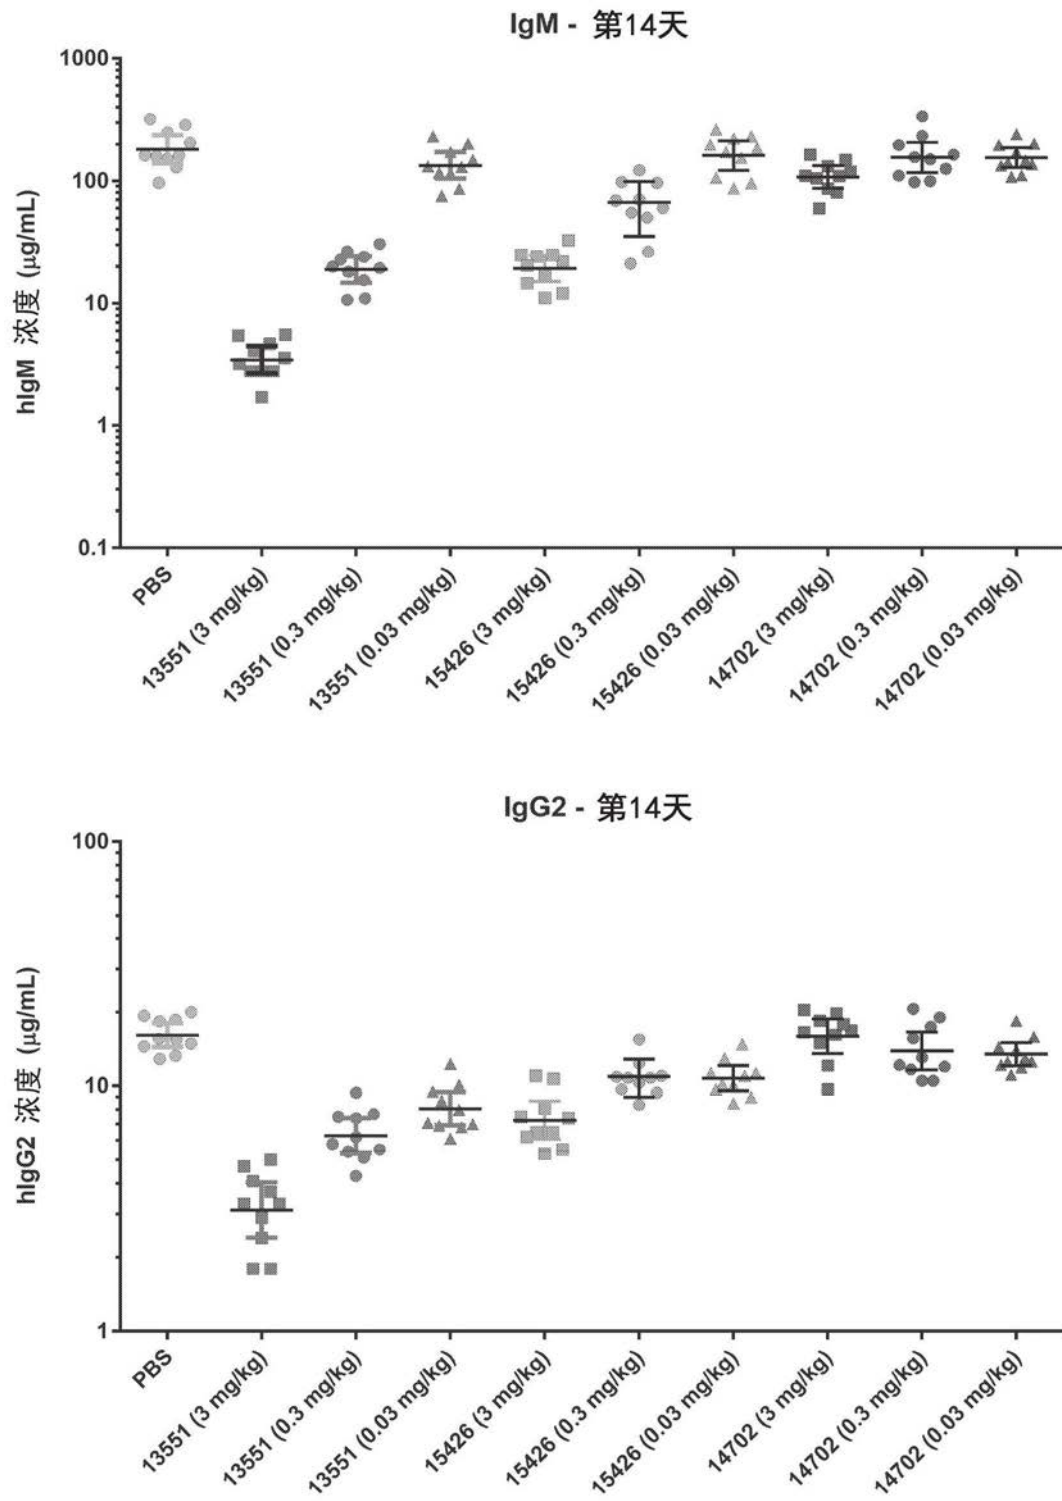 IgM - 第14天
1000
100
10
1
0.1
hIgM 浓度 (μg/mL)
PBS
13551 (3 mg/kg)
13551 (0.3 mg/kg)
13551 (0.03 mg/kg)
15426 (3 mg/kg)
15426 (0.3 mg/kg)
15426 (0.03 mg/kg)
14702 (3 mg/kg)
14702 (0.3 mg/kg)
14702 (0.03 mg/kg)
IgG2 - 第14天
100
10
1
hIgG2 浓度 (μg/mL)
PBS
13551 (3 mg/kg)
13551 (0.3 mg/kg)
13551 (0.03 mg/kg)
15426 (3 mg/kg)
15426 (0.3 mg/kg)
15426 (0.03 mg/kg)
14702 (3 mg/kg)
14702 (0.3 mg/kg)
14702 (0.03 mg/kg)